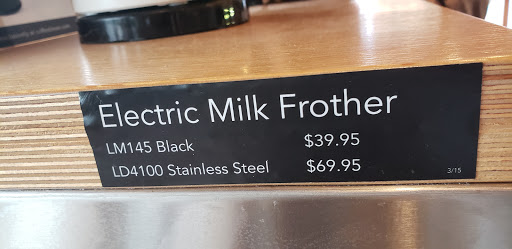 Electric Milk Frother
LM145 Black $39.95
LD4100 Stainless Steel $69.95
3/15